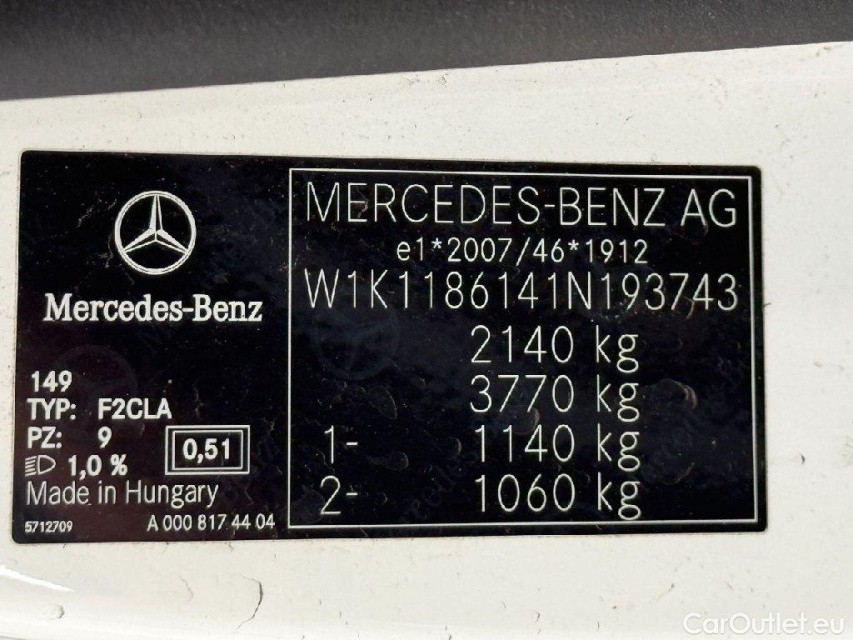 Mercedes-Benz
149
TYP: F2CLA
PZ: 9
1,0 %
0,51
Made in Hungary
5712709
A 000 817 44 04
MERCEDES-BENZ AG
e1*2007/46*1912
W1K1186141N193743
2140 kg
3770 kg
1- 1140 kg
2- 1060 kg
CarOutlet.eu